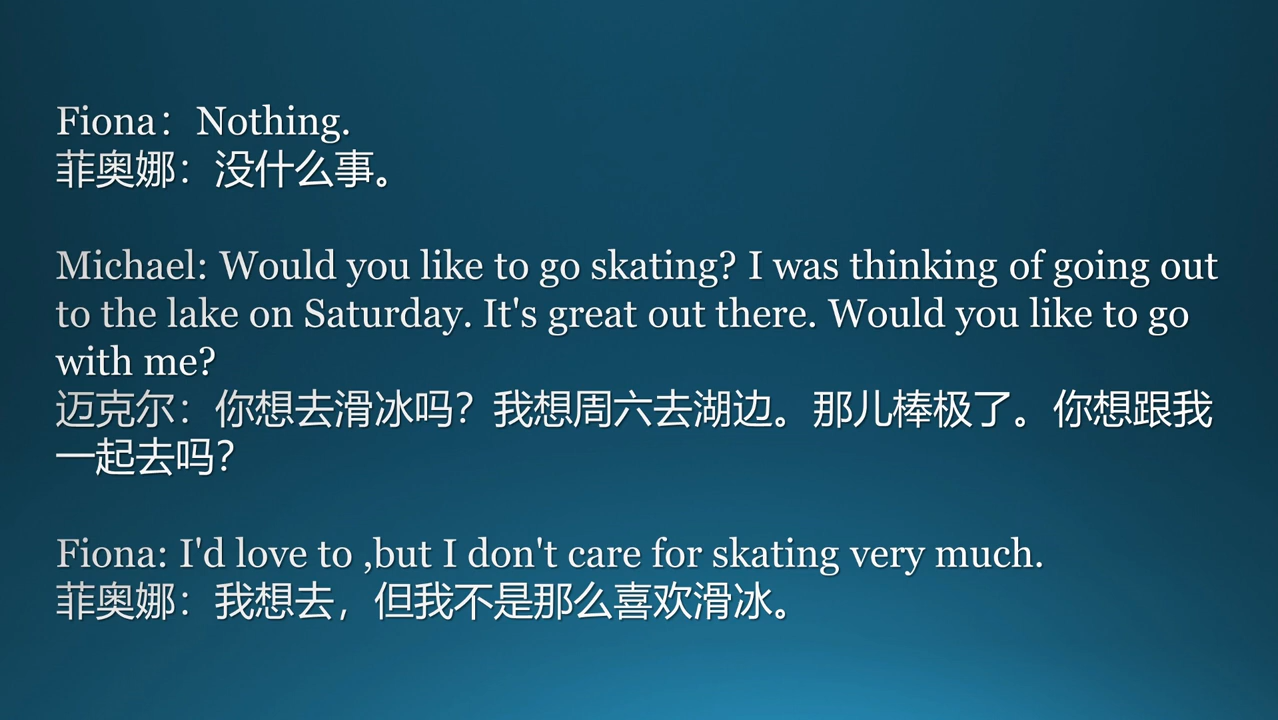 Fiona：Nothing.
菲奥娜：没什么事。
Michael: Would you like to go skating? I was thinking of going out
to the lake on Saturday. It's great out there. Would you like to go
with me?
迈克尔：你想去滑冰吗？我想周六去湖边。那儿棒极了。你想跟我
一起去吗？
Fiona: I'd love to ,but I don't care for skating very much.
菲奥娜：我想去，但我不是那么喜欢滑冰。